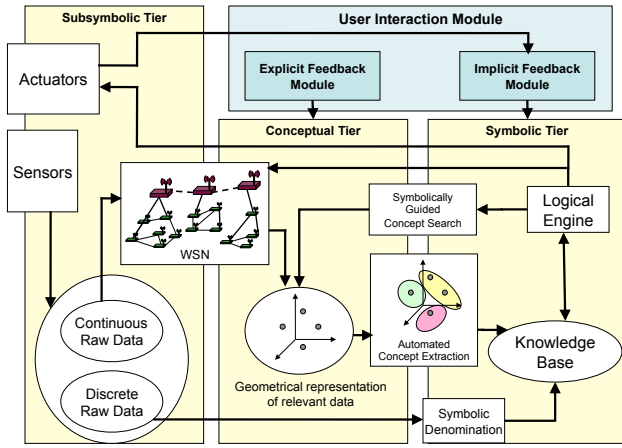 Subsymbolic Tier
User Interaction Module
Actuators
Explicit Feedback
Module
Implicit Feedback
Module
Conceptual Tier
Symbolic Tier
Sensors
WSN
Symbolically
Guided
Concept Search
Logical
Engine
Continuous
Raw Data
Automated
Concept Extraction
Knowledge
Base
Geometrical representation
of relevant data
Discrete
Raw Data
Symbolic
Denomination